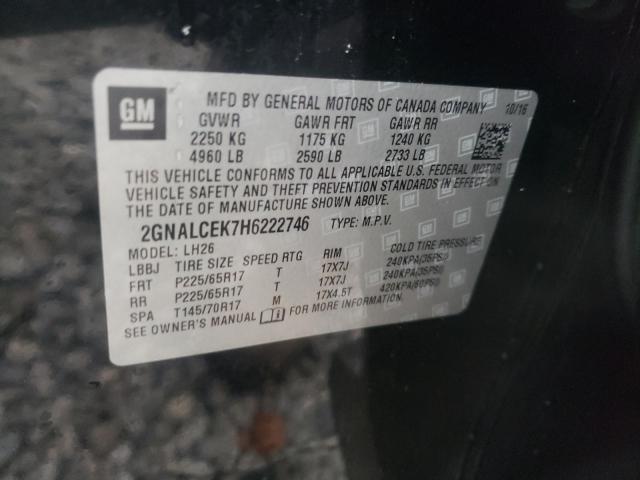 GM
MFD BY GENERAL MOTORS OF CANADA COMPANY 10/16
GVWR GAWR FRT GAWR RR
2250 KG 1175 KG 1240 KG
4960 LB 2590 LB 2733 LB
THIS VEHICLE CONFORMS TO ALL APPLICABLE U.S. FEDERAL MOTOR
VEHICLE SAFETY AND THEFT PREVENTION STANDARDS IN EFFECT ON
THE DATE OF MANUFACTURE SHOWN ABOVE.
2GNALCEK7H6222746 TYPE: M.P.V.
MODEL: LH26
LBBJ TIRE SIZE SPEED RTG RIM COLD TIRE PRESSURE
FRT P225/65R17 T 17X7J 240KPA(35PSI)
RR P225/65R17 T 17X7J 240KPA(35PSI)
SPA T145/70R17 M 17X4.5T 420KPA(60PSI)
SEE OWNER'S MANUAL FOR MORE INFORMATION